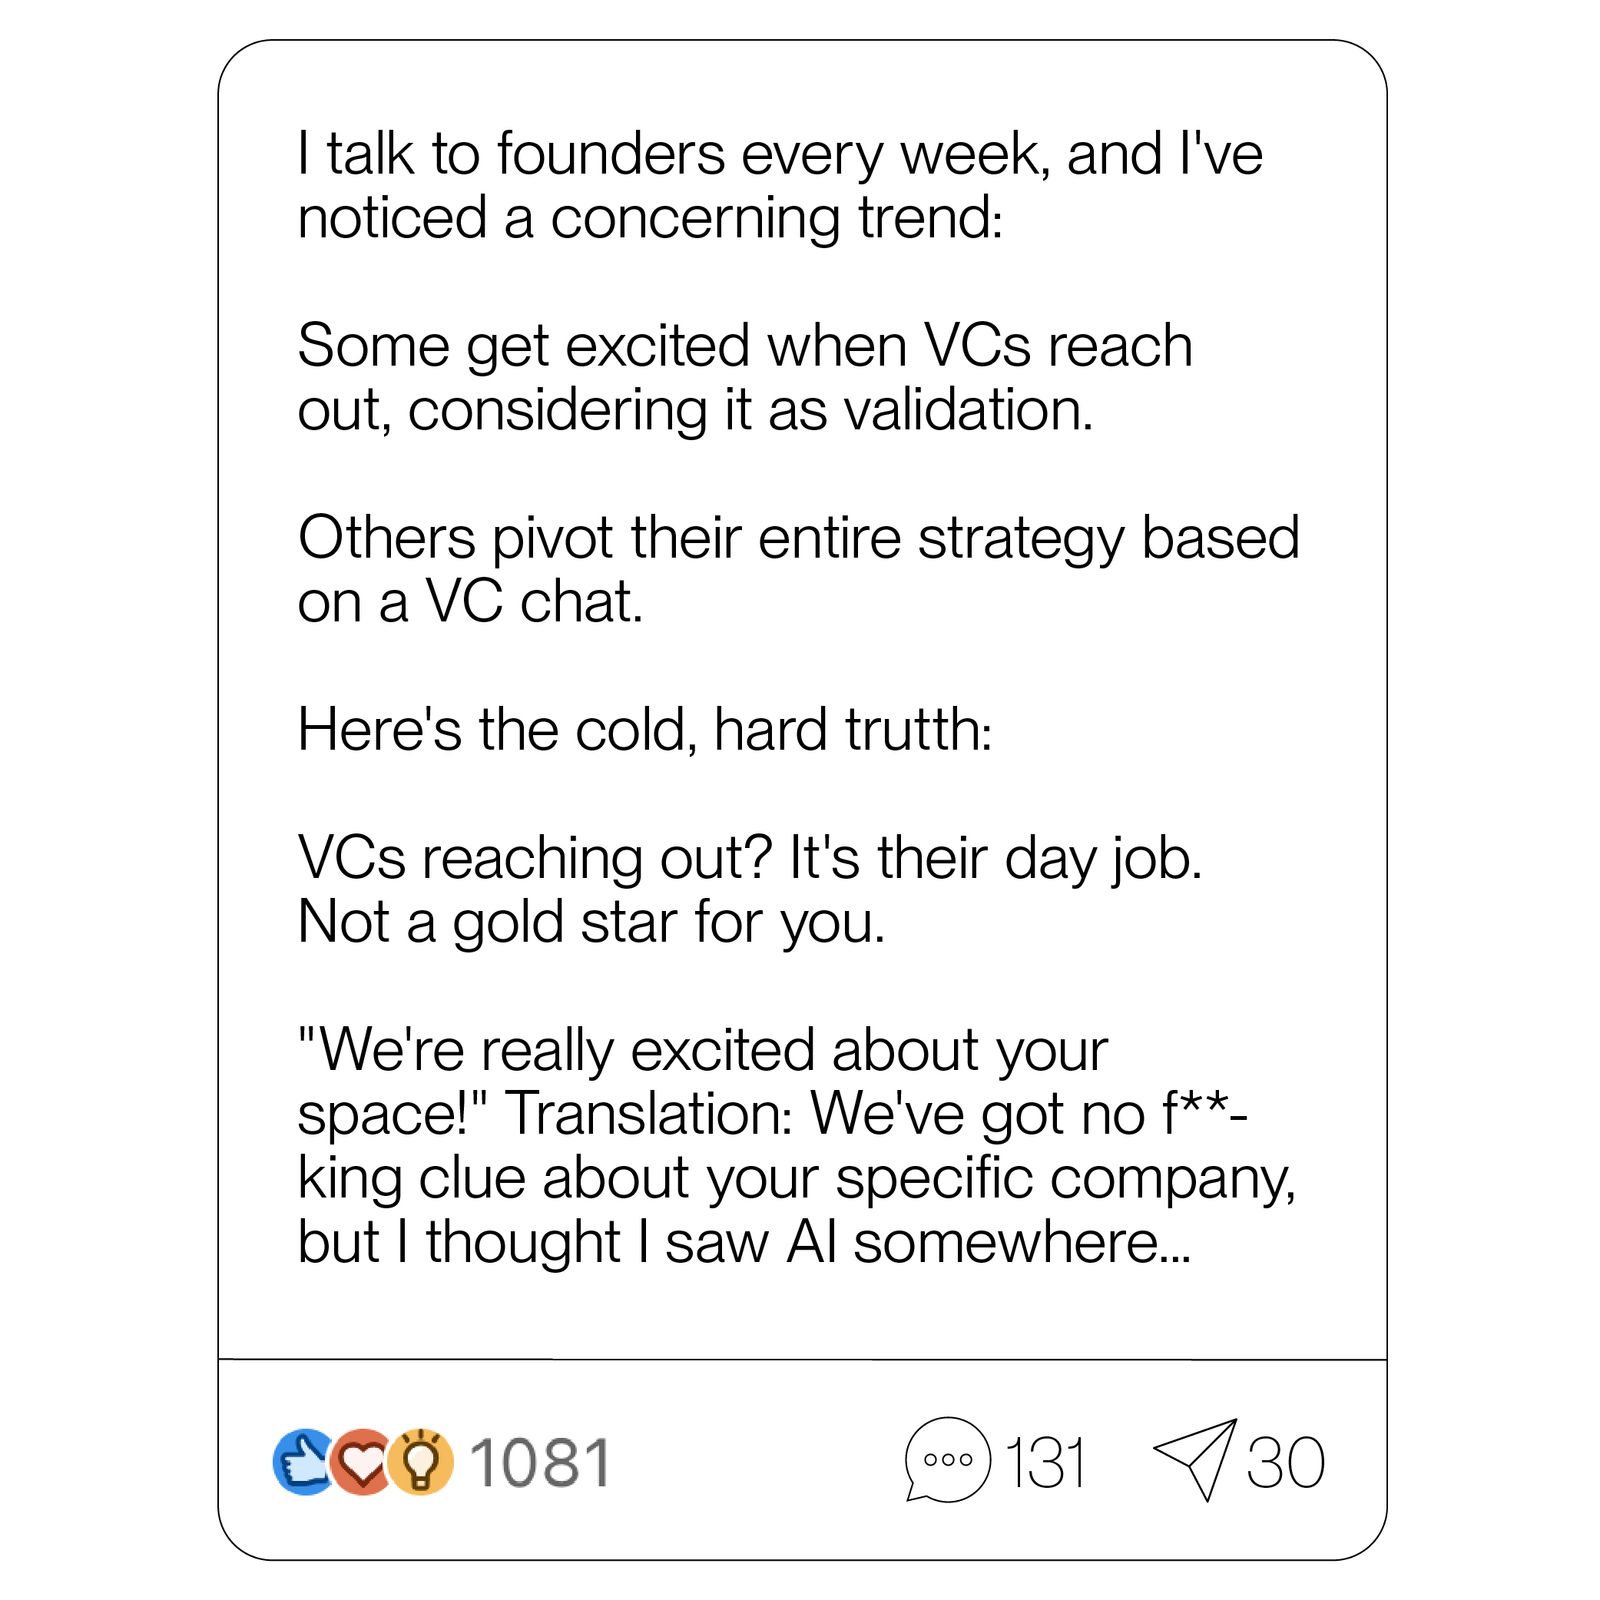 I talk to founders every week, and I've
noticed a concerning trend:
Some get excited when VCs reach
out, considering it as validation.
Others pivot their entire strategy based
on a VC chat.
Here's the cold, hard trutth:
VCs reaching out? It's their day job.
Not a gold star for you.
"We're really excited about your
space!" Translation: We've got no f**-
king clue about your specific company,
but I thought I saw AI somewhere...
1081 131 30